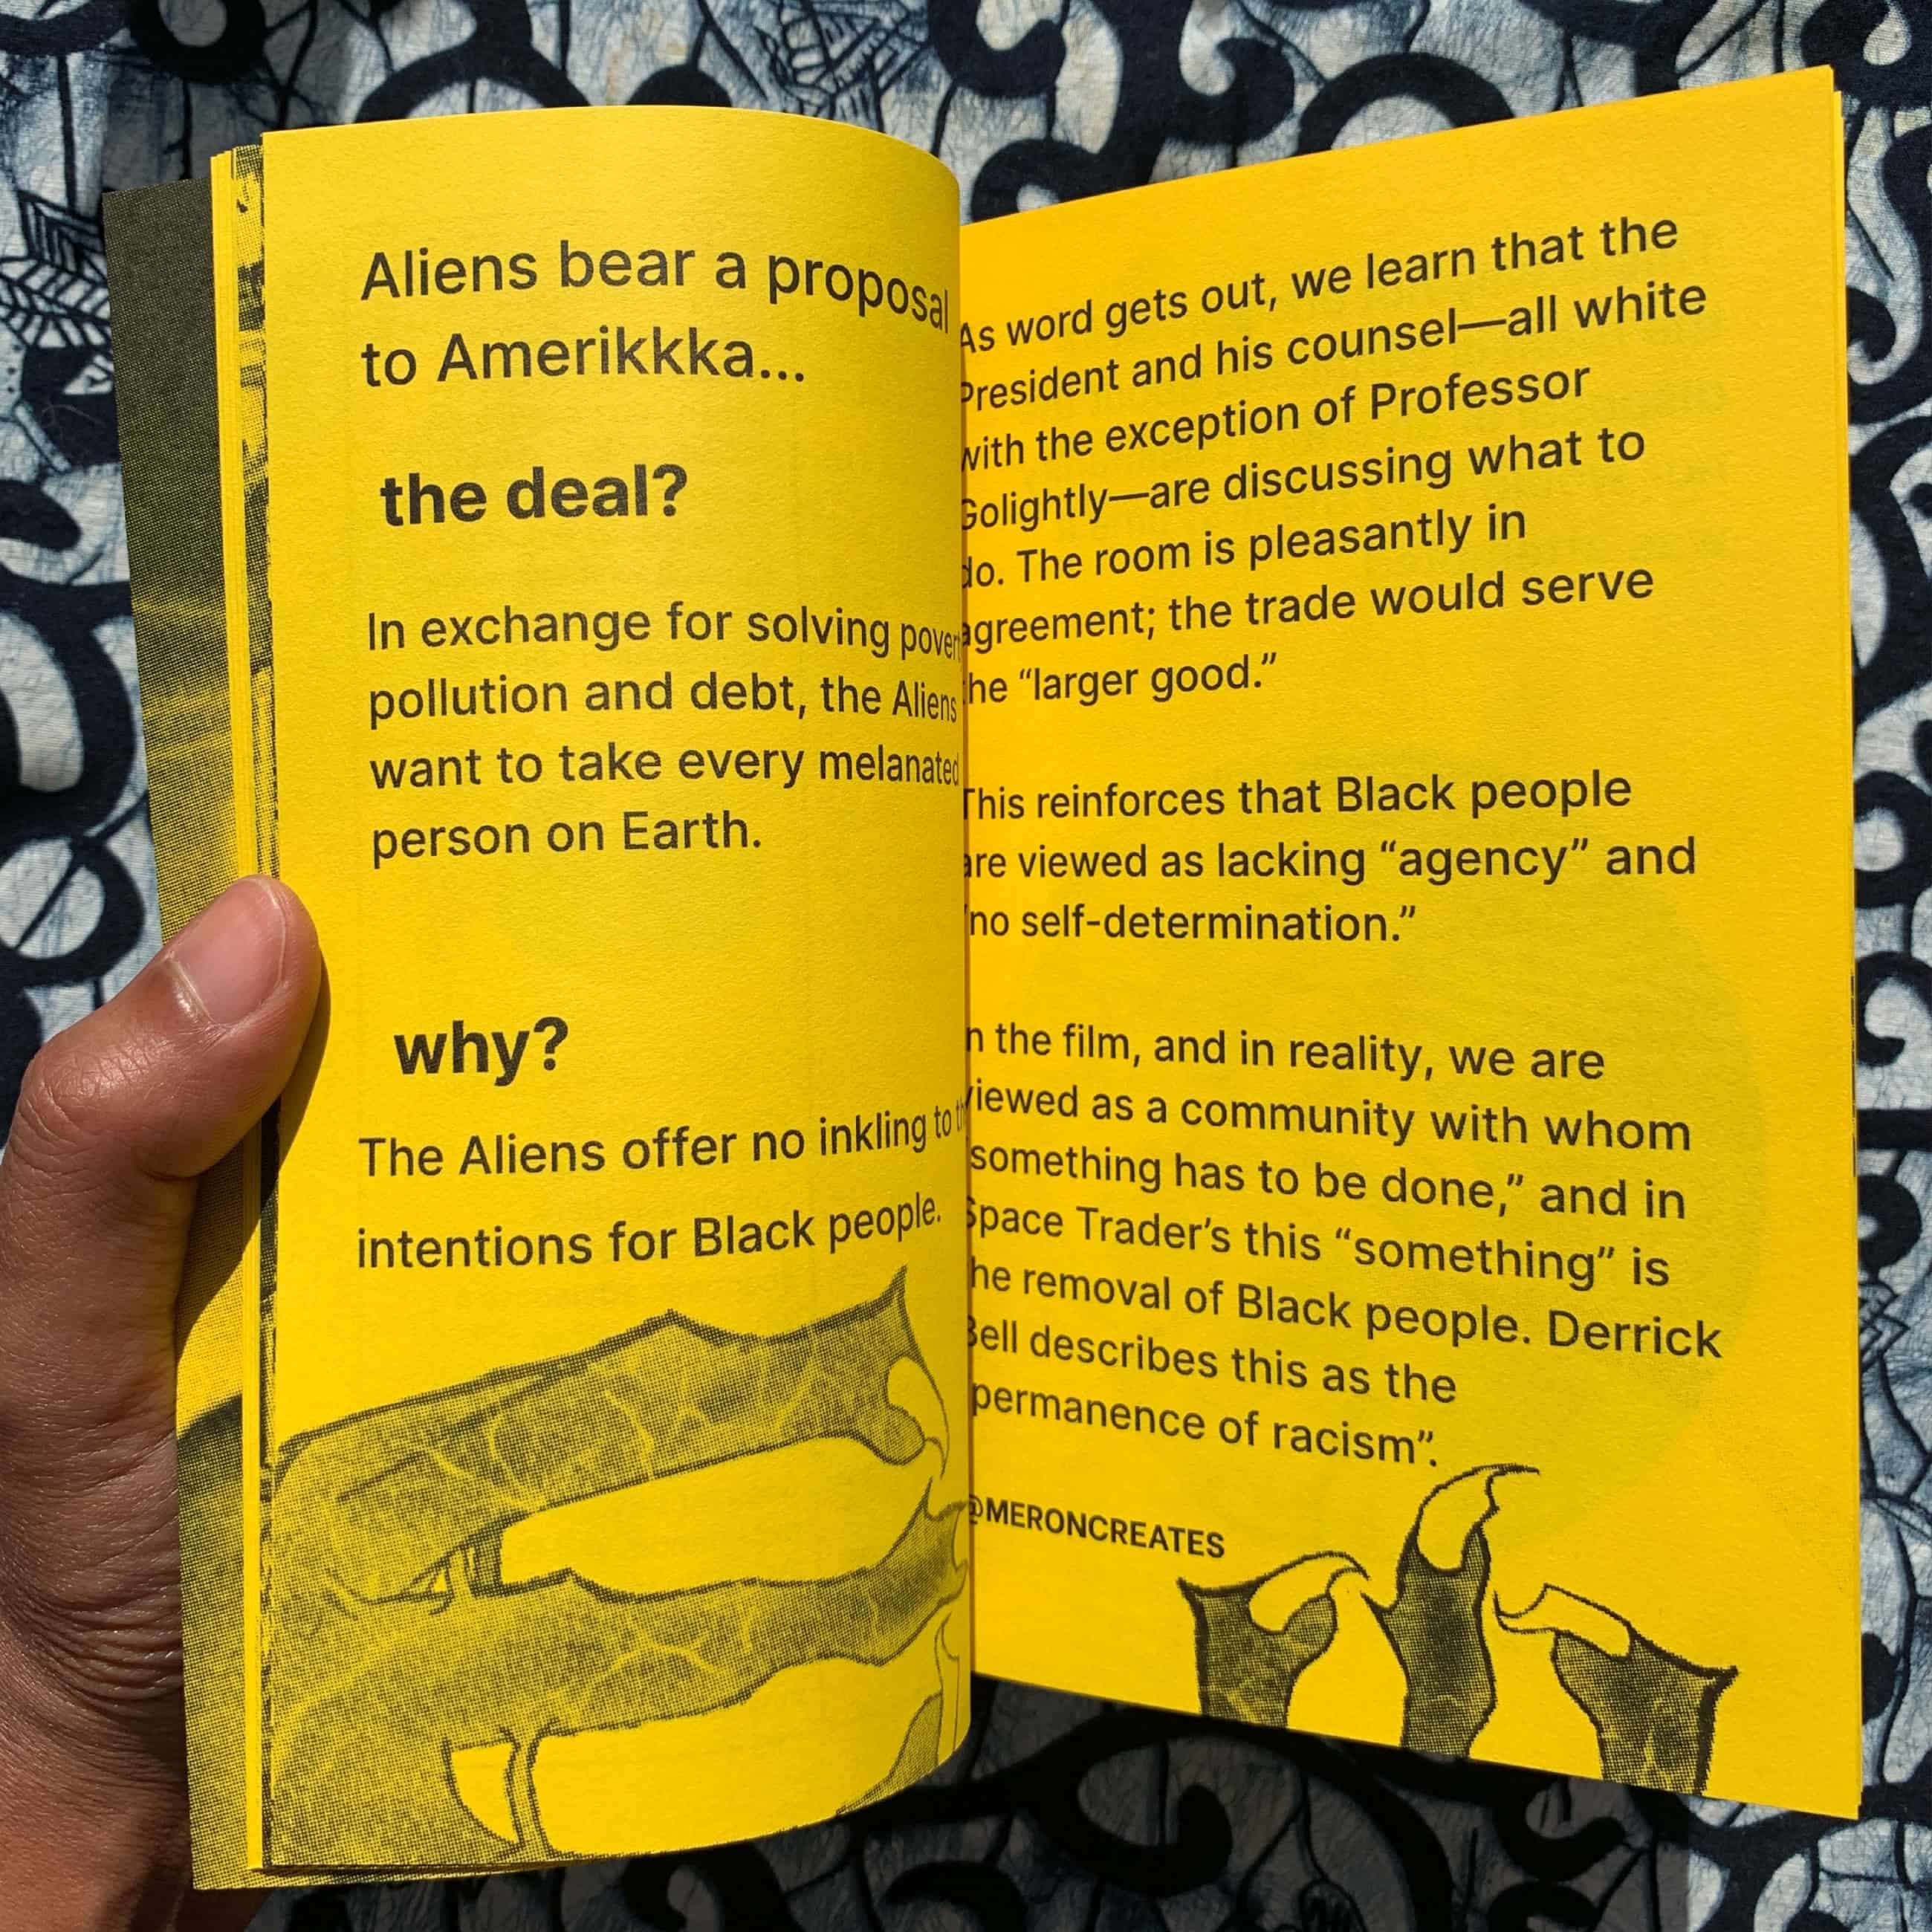 Aliens bear a proposal
to Amerikkka...
the deal?
In exchange for solving
pollution and debt, the Aliens
want to take every melanated
person on Earth.
why?
The Aliens offer no inkling to
intentions for Black people.
As word gets out, we learn that the
President and his counsel—all white
with the exception of Professor
Golightly—are discussing what to
do. The room is pleasantly in
agreement; the trade would serve
the “larger good.”
This reinforces that Black people
are viewed as lacking “agency” and
“no self-determination.”
In the film, and in reality, we are
viewed as a community with whom
“something has to be done,” and in
Space Trader’s this “something” is
the removal of Black people. Derrick
Bell describes this as the
“permanence of racism”.
@MERONCREATES